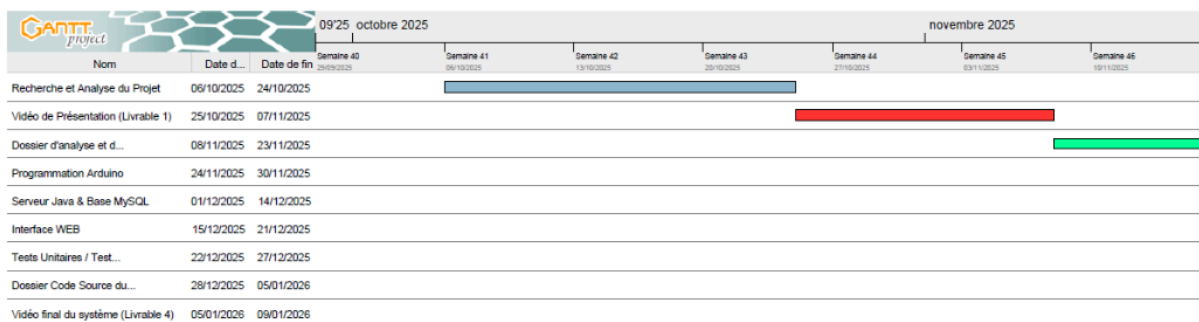 GANTT project
09'25 octobre 2025 novembre 2025
Semaine 40 Semaine 41 Semaine 42 Semaine 43 Semaine 44 Semaine 45 Semaine 46
29/09/2025 06/10/2025 13/10/2025 20/10/2025 27/10/2025 03/11/2025 10/11/2025
Nom Date d... Date de fin
Recherche et Analyse du Projet 06/10/2025 24/10/2025
Vidéo de Présentation (Livrable 1) 25/10/2025 07/11/2025
Dossier d'analyse et d... 08/11/2025 23/11/2025
Programmation Arduino 24/11/2025 30/11/2025
Serveur Java & Base MySQL 01/12/2025 14/12/2025
Interface WEB 15/12/2025 21/12/2025
Tests Unitaires / Test... 22/12/2025 27/12/2025
Dossier Code Source du... 28/12/2025 05/01/2026
Vidéo final du système (Livrable 4) 05/01/2026 09/01/2026